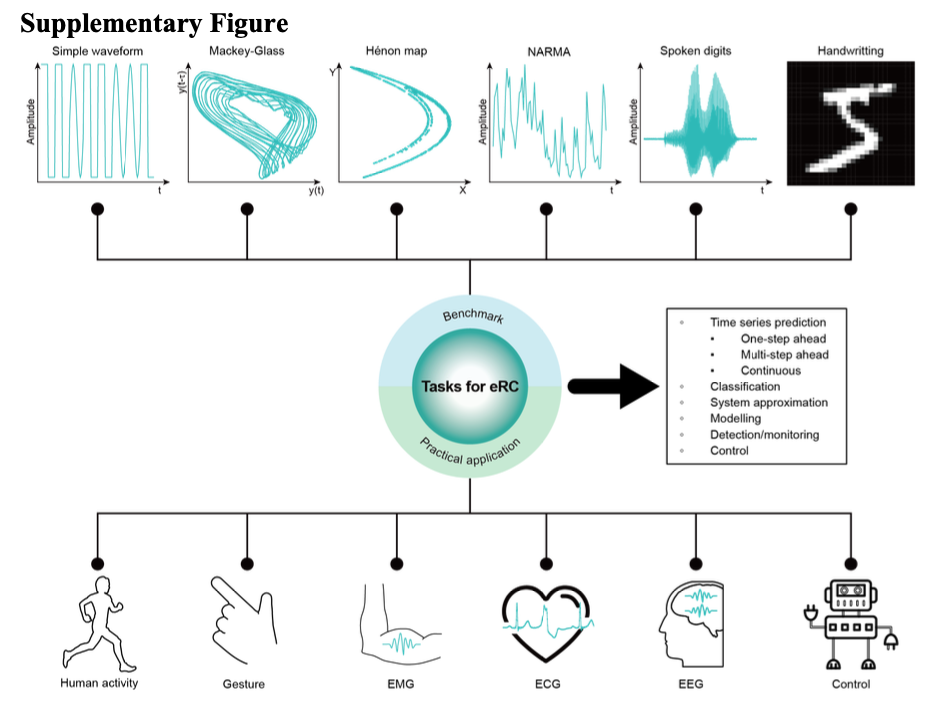 Supplementary Figure
Simple waveform
Mackey-Glass
Hénon map
NARMA
Spoken digits
Handwritting
Amplitude
t
y(t-τ)
y(t)
Y
X
Amplitude
t
Amplitude
t
Benchmark
Tasks for eRC
Practical application
Time series prediction
One-step ahead
Multi-step ahead
Continuous
Classification
System approximation
Modelling
Detection/monitoring
Control
Human activity
Gesture
EMG
ECG
EEG
Control